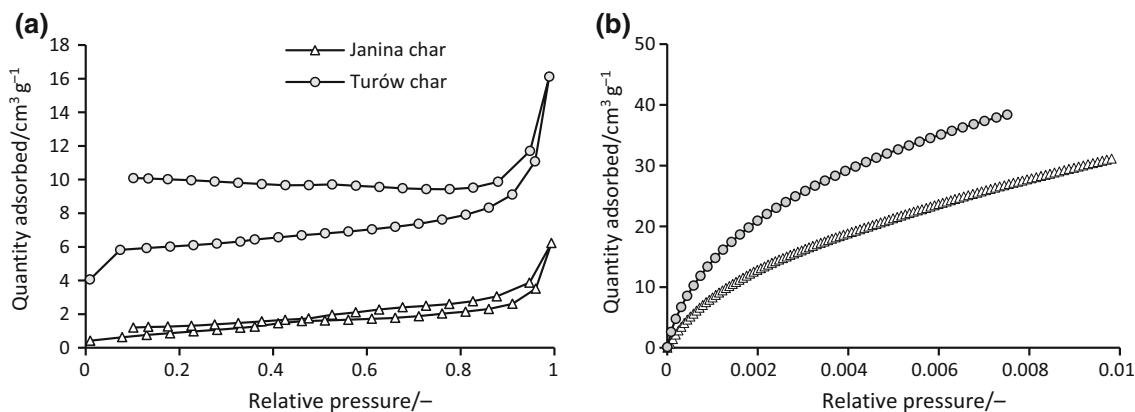 (a)
18
16
14
12
10
8
6
4
2
0
Quantity adsorbed/cm³ g⁻¹
Janina char
Turów char
0 0.2 0.4 0.6 0.8 1
Relative pressure/–
(b)
50
40
30
20
10
0
Quantity adsorbed/cm³ g⁻¹
0 0.002 0.004 0.006 0.008 0.01
Relative pressure/–